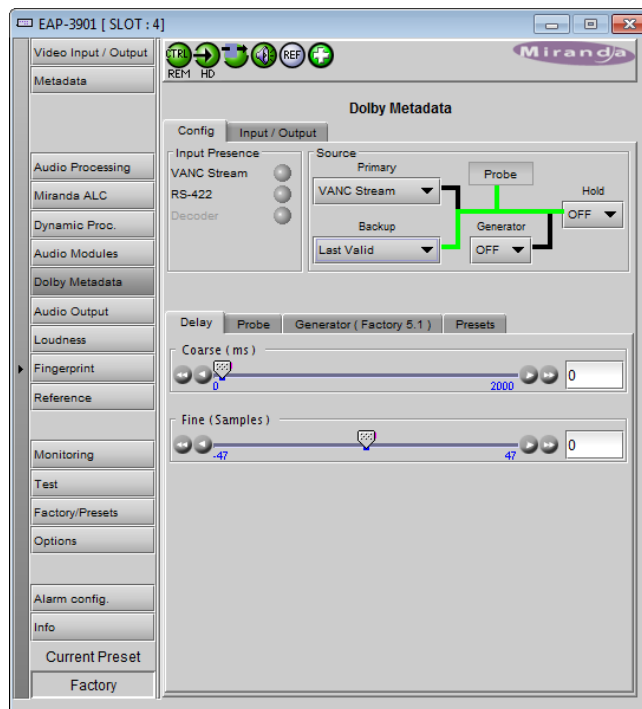 EAP-3901 [ SLOT : 4]
Video Input / Output
Metadata
Audio Processing
Miranda ALC
Dynamic Proc.
Audio Modules
Dolby Metadata
Audio Output
Loudness
Fingerprint
Reference
Monitoring
Test
Factory/Presets
Options
Alarm config.
Info
Current Preset
Factory
CTRL
REF
REM HD
Miranda
Dolby Metadata
Config Input / Output
Input Presence
VANC Stream
RS-422
Decoder
Source
Primary
VANC Stream
Probe
Hold
OFF
Backup
Last Valid
Generator
OFF
Delay Probe Generator ( Factory 5.1 ) Presets
Coarse ( ms )
0 2000 0
Fine (Samples )
-47 47 0